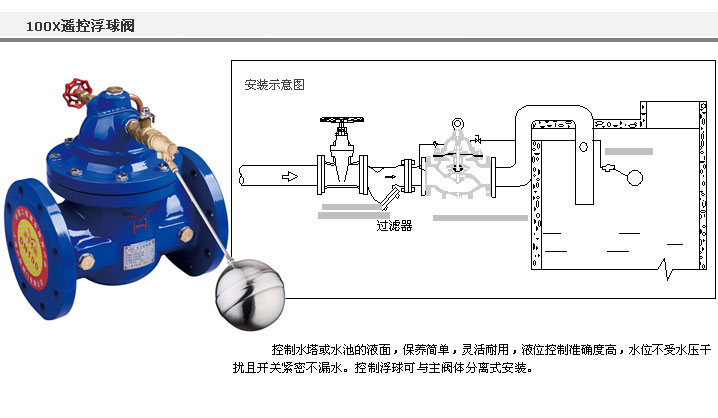 100X遥控浮球阀
安装示意图
过滤器
控制水塔或水池的液面，保养简单，灵活耐用，液位控制准确度高，水位不受水压干
扰且开关紧密不漏水。控制浮球可与主阀体分离式安装。